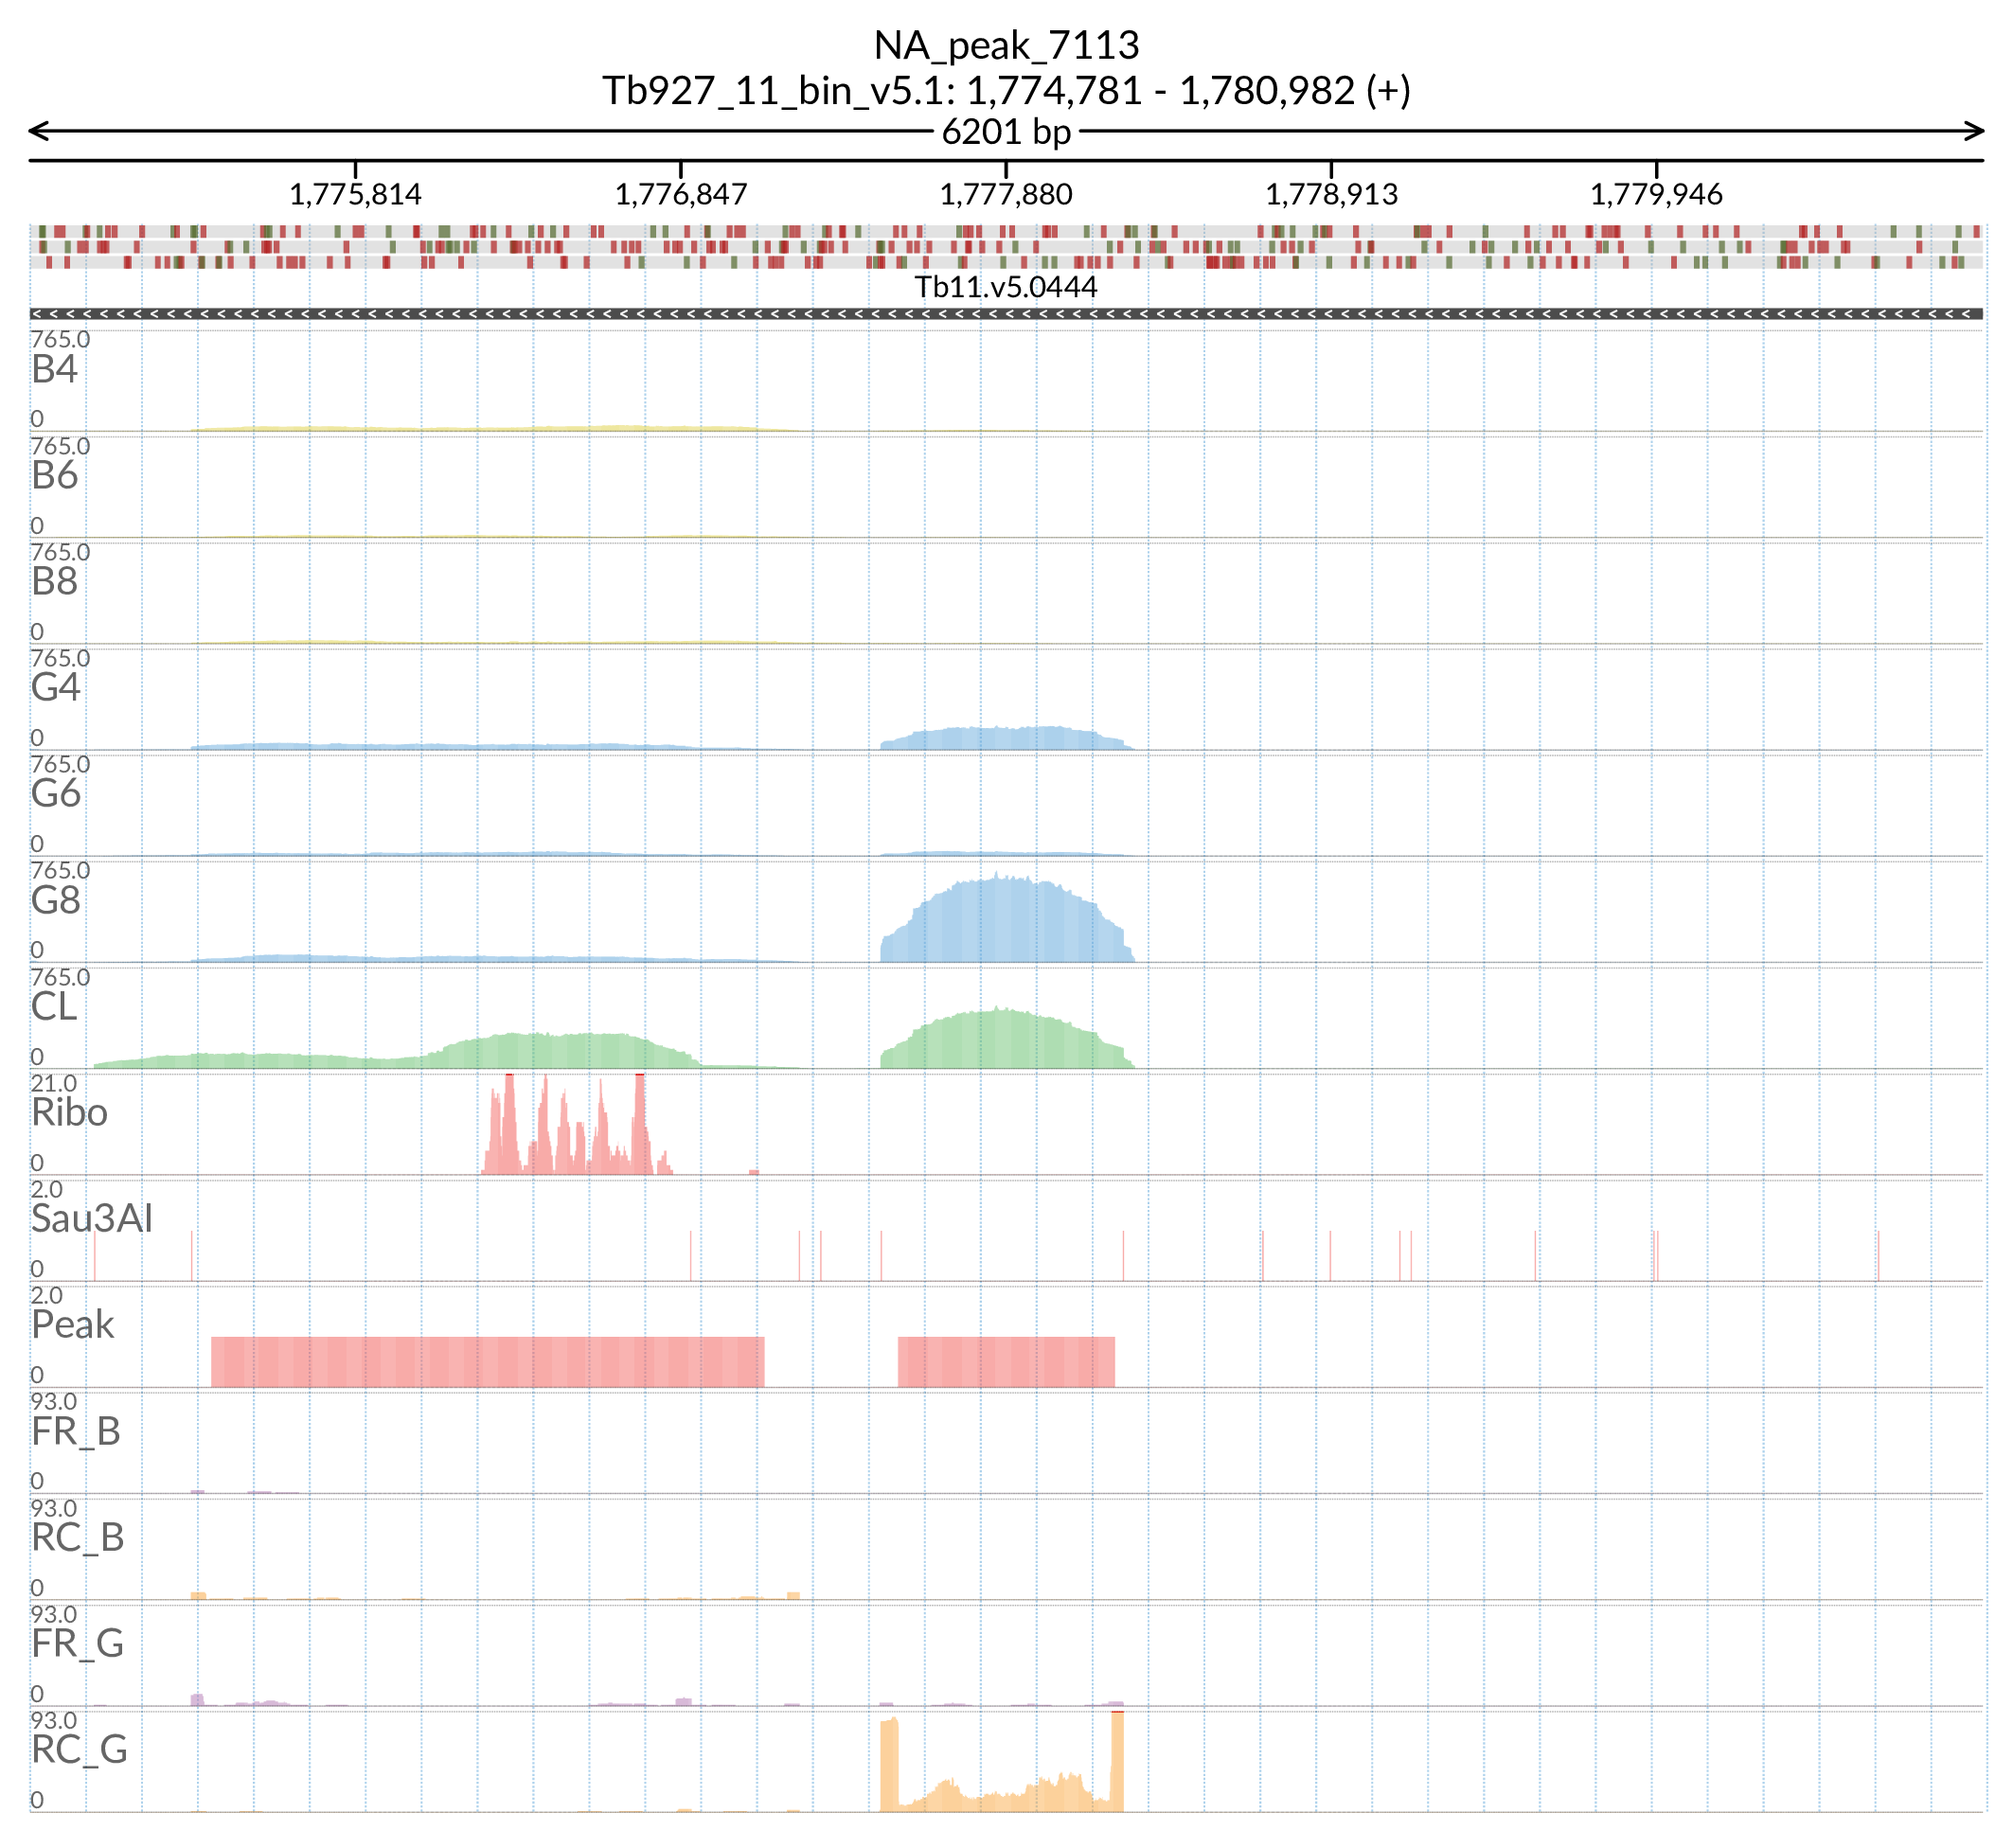 NA_peak_7113
Tb927_11_bin_v5.1: 1,774,781 - 1,780,982 (+)
6201 bp
1,775,814 1,776,847 1,777,880 1,778,913 1,779,946
Tb11.v5.0444
765.0
B4
0
765.0
B6
0
765.0
B8
0
765.0
G4
0
765.0
G6
0
765.0
G8
0
765.0
CL
0
21.0
Ribo
0
2.0
Sau3AI
0
2.0
Peak
0
93.0
FR_B
0
93.0
RC_B
0
93.0
FR_G
0
93.0
RC_G
0